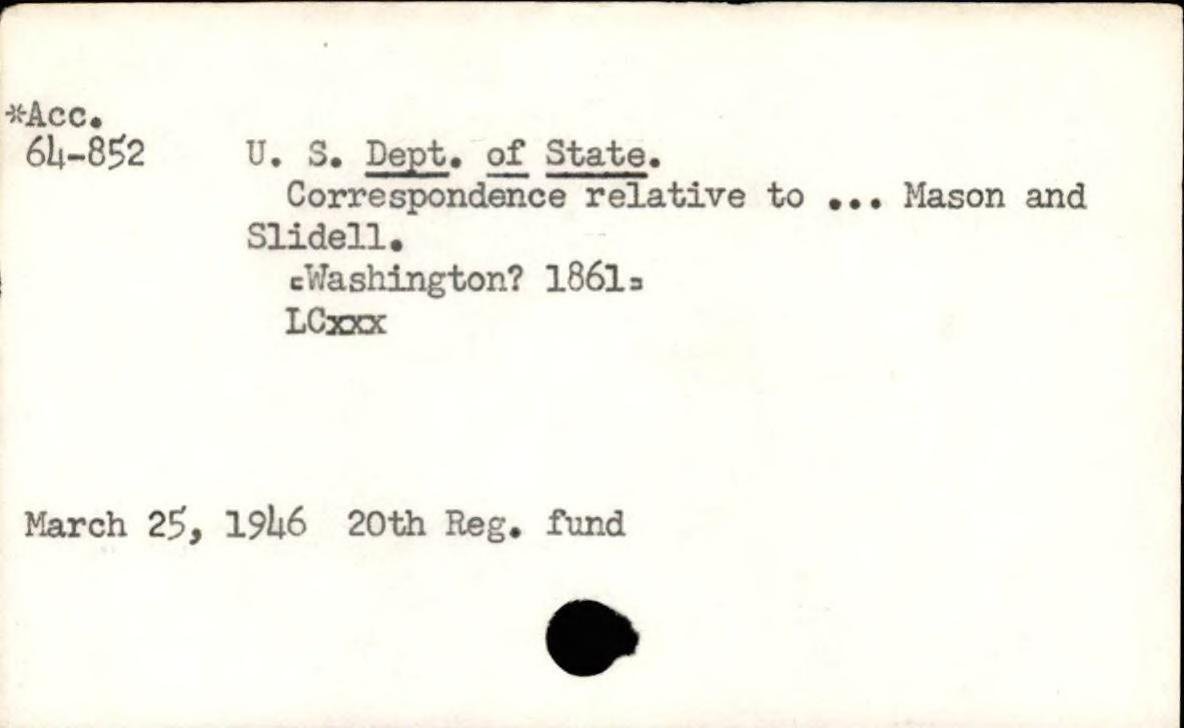 *Acc.
64-852 U. S. Dept. of State.
Correspondence relative to ... Mason and
Slidell.
[Washington? 1861]
LCxxx
March 25, 1946 20th Reg. fund